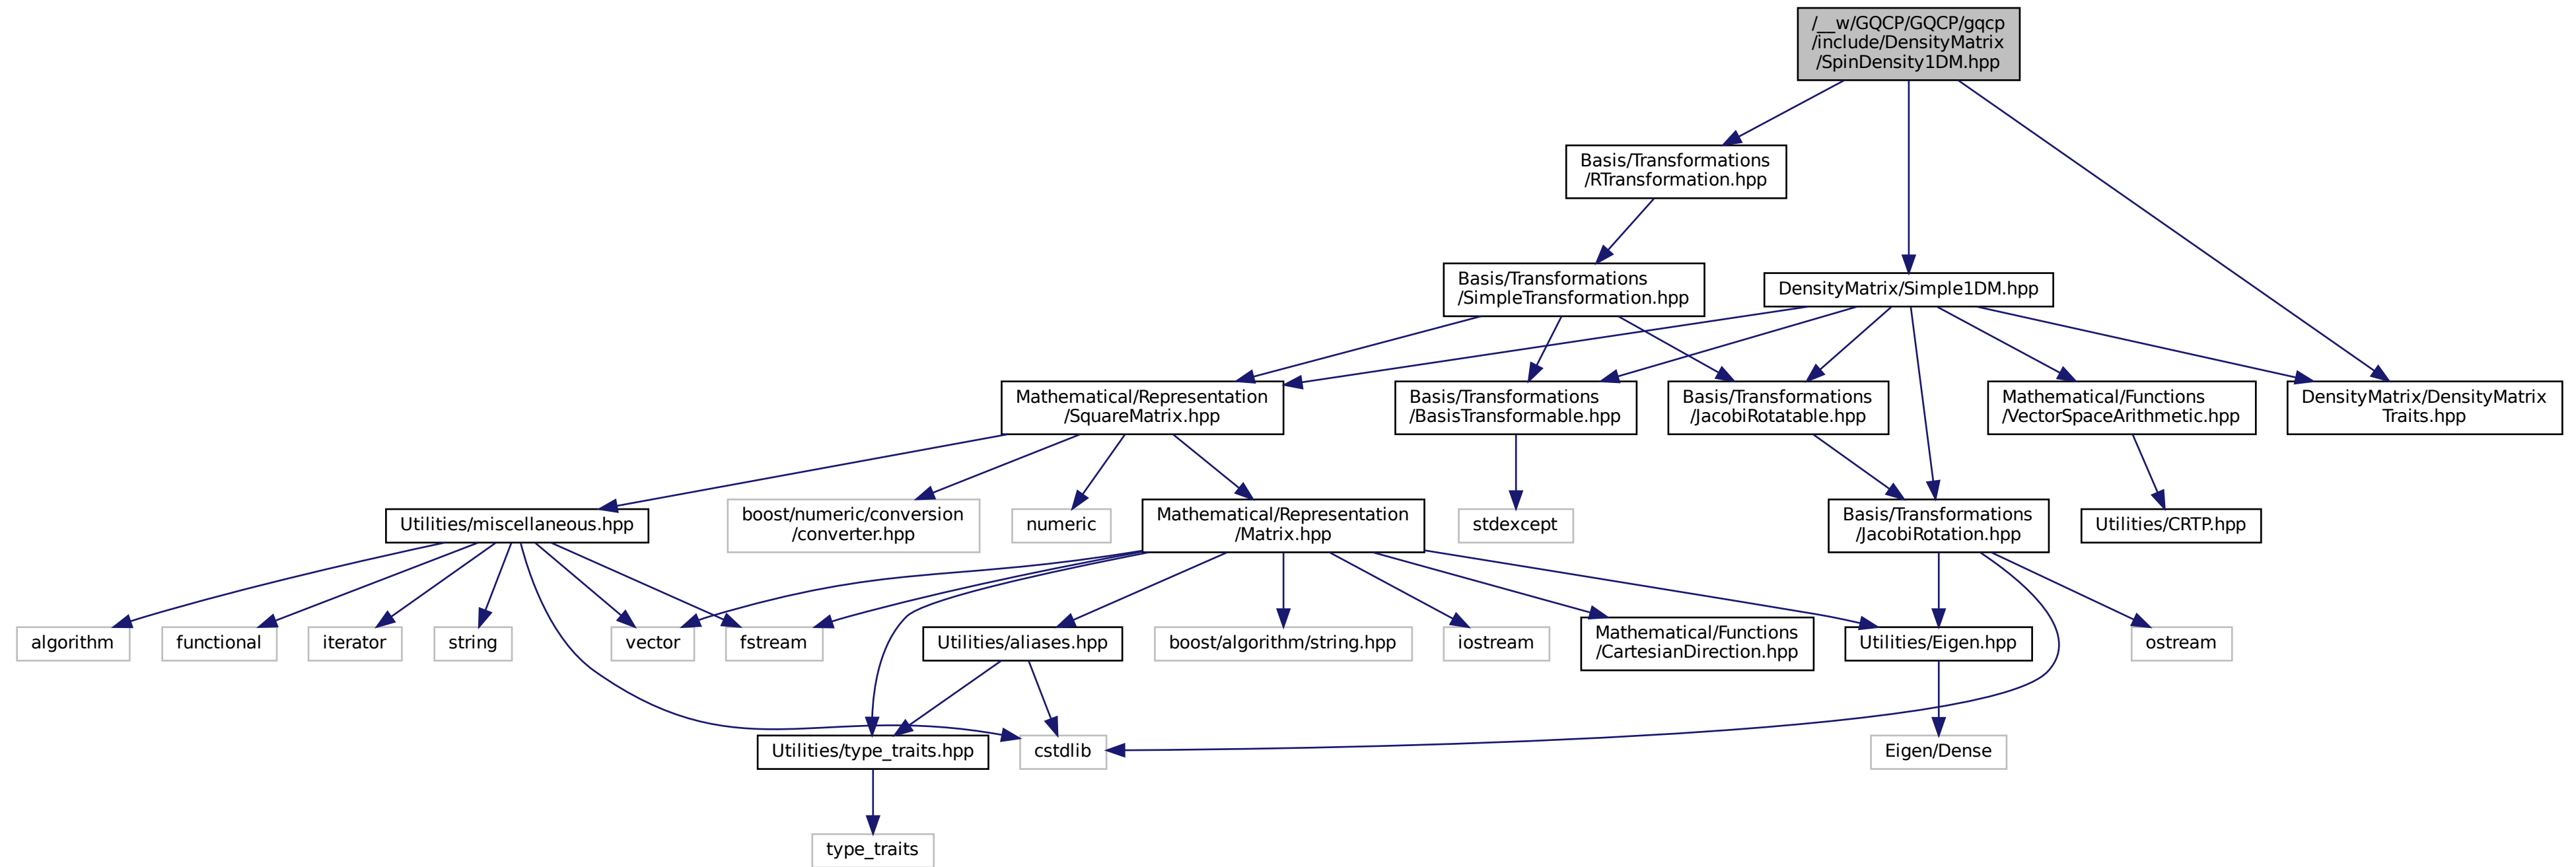 /__w/GQCP/GQCP/gqcp
/include/DensityMatrix
/SpinDensity1DM.hpp
Basis/Transformations
/RTransformation.hpp
Basis/Transformations
/SimpleTransformation.hpp
DensityMatrix/Simple1DM.hpp
Mathematical/Representation
/SquareMatrix.hpp
Basis/Transformations
/BasisTransformable.hpp
Basis/Transformations
/JacobiRotatable.hpp
Mathematical/Functions
/VectorSpaceArithmetic.hpp
DensityMatrix/DensityMatrix
Traits.hpp
Utilities/miscellaneous.hpp
boost/numeric/conversion
/converter.hpp
numeric
Mathematical/Representation
/Matrix.hpp
stdexcept
Basis/Transformations
/JacobiRotation.hpp
Utilities/CRTP.hpp
algorithm
functional
iterator
string
vector
fstream
Utilities/aliases.hpp
boost/algorithm/string.hpp
iostream
Mathematical/Functions
/CartesianDirection.hpp
Utilities/Eigen.hpp
ostream
Utilities/type_traits.hpp
cstdlib
Eigen/Dense
type_traits